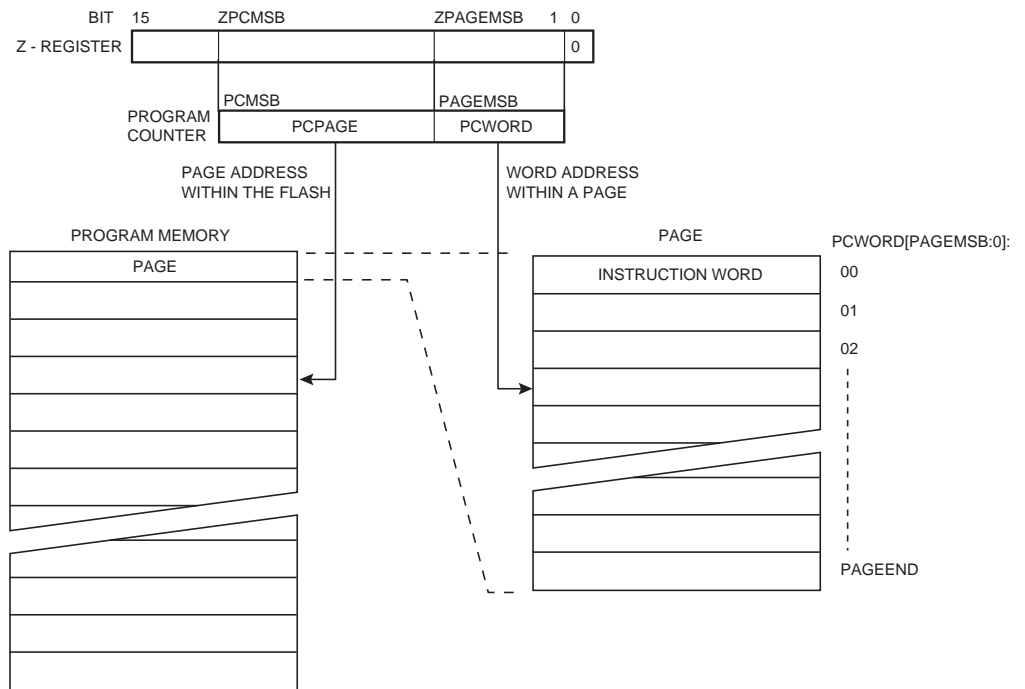 BIT 15 ZPCMSB ZPAGEMSB 1 0
Z - REGISTER 0
PCMSB PAGEMSB
PROGRAM
COUNTER
PCPAGE PCWORD
PAGE ADDRESS
WITHIN THE FLASH
WORD ADDRESS
WITHIN A PAGE
PROGRAM MEMORY
PAGE
PAGE
PCWORD[PAGEMSB:0]:
INSTRUCTION WORD
00
01
02
PAGEEND